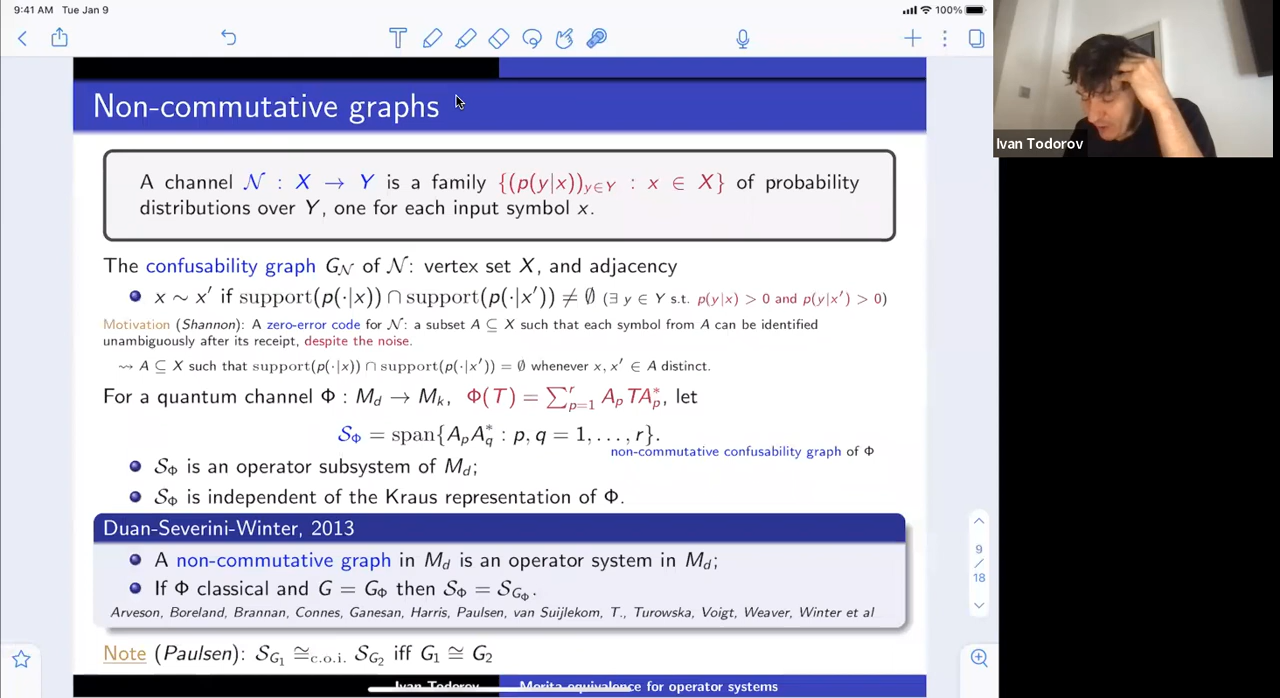 9:41 AM Tue Jan 9
100%
Non-commutative graphs
A channel 𝒩 : X → Y is a family {(p(y|x))_{y∈Y} : x ∈ X} of probability
distributions over Y, one for each input symbol x.
The confusability graph G_𝒩 of 𝒩: vertex set X, and adjacency
x ∼ x′ if support(p(·|x)) ∩ support(p(·|x′)) ≠ ∅ (∃ y ∈ Y s.t. p(y|x) > 0 and p(y|x′) > 0)
Motivation (Shannon): A zero-error code for 𝒩: a subset A ⊆ X such that each symbol from A can be identified
unambiguously after its receipt, despite the noise.
⇝ A ⊆ X such that support(p(·|x)) ∩ support(p(·|x′)) = ∅ whenever x, x′ ∈ A distinct.
For a quantum channel Φ : M_d → M_k, Φ(T) = ∑_{p=1}^r A_p T A_p^*, let
𝒮_Φ = span{A_p A_q^* : p, q = 1, . . . , r}.
non-commutative confusability graph of Φ
𝒮_Φ is an operator subsystem of M_d;
𝒮_Φ is independent of the Kraus representation of Φ.
Duan-Severini-Winter, 2013
A non-commutative graph in M_d is an operator system in M_d;
If Φ classical and G = G_Φ then 𝒮_Φ = 𝒮_{G_Φ}.
Arveson, Boreland, Brannan, Connes, Ganesan, Harris, Paulsen, van Suijlekom, T., Turowska, Voigt, Weaver, Winter et al
Note (Paulsen): 𝒮_{G_1} ≅_{c.o.i.} 𝒮_{G_2} iff G_1 ≅ G_2
Ivan Todorov
Morita equivalence for operator systems
9
/
18
Ivan Todorov